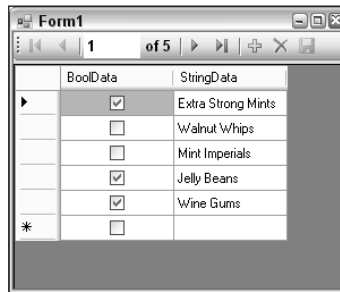 Form1
1 of 5
BoolData StringData
Extra Strong Mints
Walnut Whips
Mint Imperials
Jelly Beans
Wine Gums